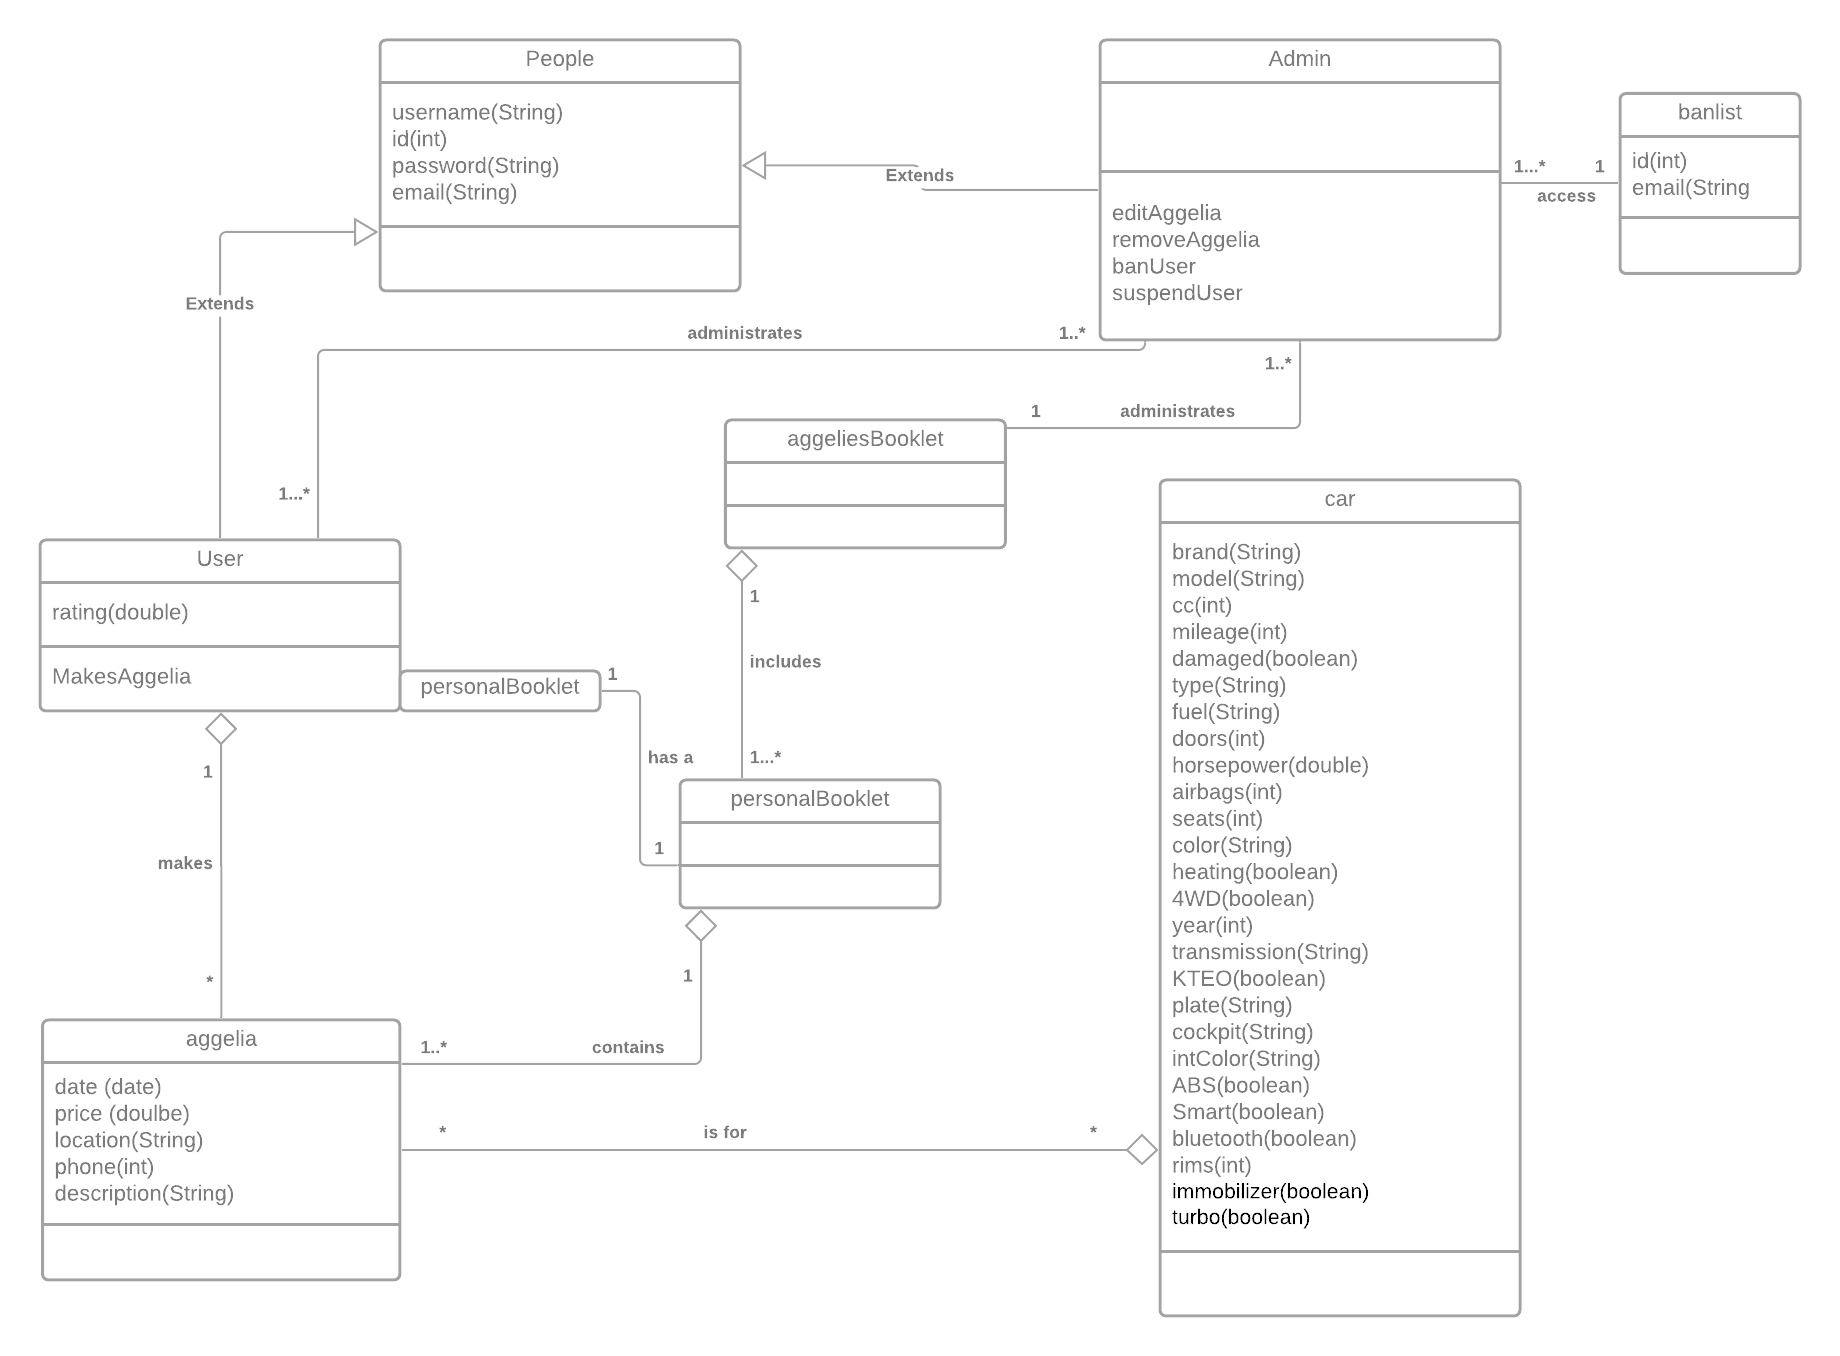 People
username(String)
id(int)
password(String)
email(String)
Admin
editAggelia
removeAggelia
banUser
suspendUser
banlist
id(int)
email(String
1...*
1
access
Extends
Extends
administrates
1..*
1...*
1..*
1
administrates
aggeliesBooklet
User
rating(double)
MakesAggelia
personalBooklet
1
has a
1
1
includes
1...*
personalBooklet
1
makes
*
1
1..*
contains
aggelia
date (date)
price (doulbe)
location(String)
phone(int)
description(String)
*
is for
*
car
brand(String)
model(String)
cc(int)
mileage(int)
damaged(boolean)
type(String)
fuel(String)
doors(int)
horsepower(double)
airbags(int)
seats(int)
color(String)
heating(boolean)
4WD(boolean)
year(int)
transmission(String)
KTEO(boolean)
plate(String)
cockpit(String)
intColor(String)
ABS(boolean)
Smart(boolean)
bluetooth(boolean)
rims(int)
immobilizer(boolean)
turbo(boolean)